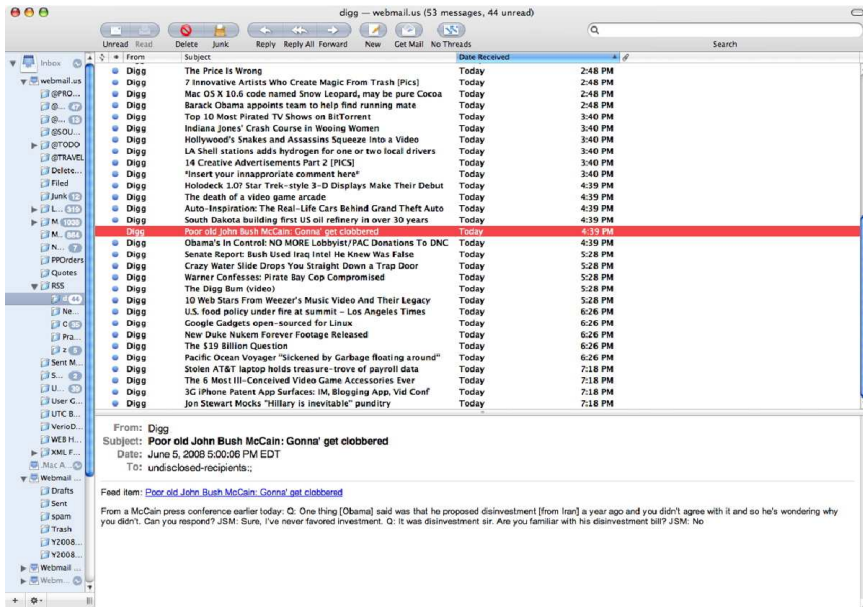 digg — webmail.us (53 messages, 44 unread)
Unread Read Delete Junk Reply Reply All Forward New Get Mail No Threads Search
From Subject Date Received
Inbox
webmail.us
@PRO...
@... 47
@... 13
@SOU...
@TODO
@TRAVEL
Delete...
Filed
Junk 12
L... 319
M.
M...
N... 7
PPOrders
Quotes
RSS
44
Ne...
C
Pra...
z
Sent M...
S... 2
U...
User G...
UTC B...
VerioD...
WEB H...
XML F...
.Mac A...
Webmail ...
Drafts
Sent
spam
Trash
Y2008...
Y2008...
Webmail ...
Webm...
Digg The Price Is Wrong Today 2:48 PM
Digg 7 Innovative Artists Who Create Magic From Trash [Pics] Today 2:48 PM
Digg Mac OS X 10.6 code named Snow Leopard, may be pure Cocoa Today 2:48 PM
Digg Barack Obama appoints team to help find running mate Today 2:48 PM
Digg Top 10 Most Pirated TV Shows on BitTorrent Today 3:40 PM
Digg Indiana Jones' Crash Course in Wooing Women Today 3:40 PM
Digg Hollywood's Snakes and Assassins Squeeze Into a Video Today 3:40 PM
Digg LA Shell stations adds hydrogen for one or two local drivers Today 3:40 PM
Digg 14 Creative Advertisements Part 2 [PICS] Today 3:40 PM
Digg *Insert your innapproriate comment here* Today 3:40 PM
Digg Holodeck 1.0? Star Trek-style 3-D Displays Make Their Debut Today 4:39 PM
Digg The death of a video game arcade Today 4:39 PM
Digg Auto-Inspiration: The Real-Life Cars Behind Grand Theft Auto Today 4:39 PM
Digg South Dakota building first US oil refinery in over 30 years Today 4:39 PM
Digg Poor old John Bush McCain: Gonna' get clobbered Today 4:39 PM
Digg Obama's In Control: NO MORE Lobbyist/PAC Donations To DNC Today 4:39 PM
Digg Senate Report: Bush Used Iraq Intel He Knew Was False Today 5:28 PM
Digg Crazy Water Slide Drops You Straight Down a Trap Door Today 5:28 PM
Digg Warner Confesses: Pirate Bay Cop Compromised Today 5:28 PM
Digg The Digg Bum (video) Today 5:28 PM
Digg 10 Web Stars From Weezer's Music Video And Their Legacy Today 5:28 PM
Digg U.S. food policy under fire at summit - Los Angeles Times Today 6:26 PM
Digg Google Gadgets open-sourced for Linux Today 6:26 PM
Digg New Duke Nukem Forever Footage Released Today 6:26 PM
Digg The $19 Billion Question Today 6:26 PM
Digg Pacific Ocean Voyager "Sickened by Garbage floating around" Today 6:26 PM
Digg Stolen AT&T laptop holds treasure-trove of payroll data Today 7:18 PM
Digg The 6 Most Ill-Conceived Video Game Accessories Ever Today 7:18 PM
Digg 3G iPhone Patent App Surfaces: IM, Blogging App, Vid Conf Today 7:18 PM
Digg Jon Stewart Mocks "Hillary is inevitable" punditry Today 7:18 PM
From: Digg
Subject: Poor old John Bush McCain: Gonna' get clobbered
Date: June 5, 2008 5:00:06 PM EDT
To: undisclosed-recipients:;
Feed item: Poor old John Bush McCain: Gonna' get clobbered
From a McCain press conference earlier today: Q: One thing [Obama] said was that he proposed disinvestment [from Iran] a year ago and you didn't agree with it and so he's wondering why
you didn't. Can you respond? JSM: Sure, I've never favored investment. Q: It was disinvestment sir. Are you familiar with his disinvestment bill? JSM: No